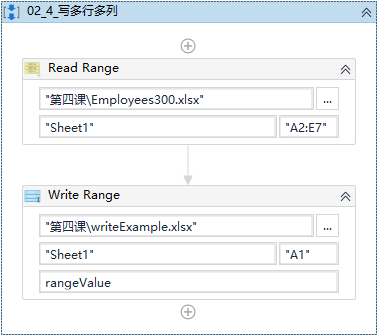 02_4_写多行多列
Read Range
"第四课\Employees300.xlsx" ...
"Sheet1" "A2:E7"
Write Range
"第四课\writeExample.xlsx" ...
"Sheet1" "A1"
rangeValue